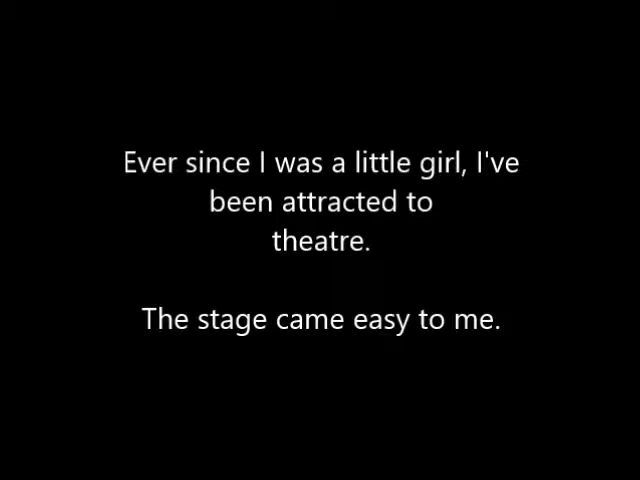 Ever since I was a little girl, I've
been attracted to
theatre.
The stage came easy to me.